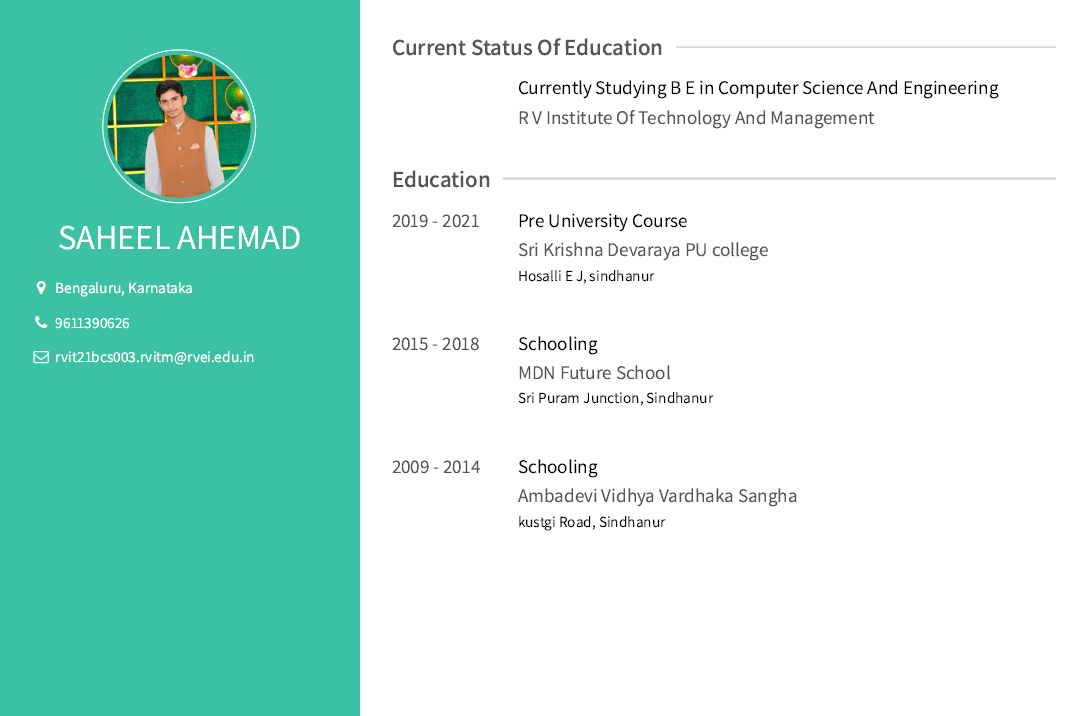 SAHEEL AHEMAD
Bengaluru, Karnataka
9611390626
rvit21bcs003.rvitm@rvei.edu.in
Current Status Of Education
Currently Studying B E in Computer Science And Engineering
R V Institute Of Technology And Management
Education
2019 - 2021 Pre University Course
Sri Krishna Devaraya PU college
Hosalli E J, sindhanur
2015 - 2018 Schooling
MDN Future School
Sri Puram Junction, Sindhanur
2009 - 2014 Schooling
Ambadevi Vidhya Vardhaka Sangha
kustgi Road, Sindhanur